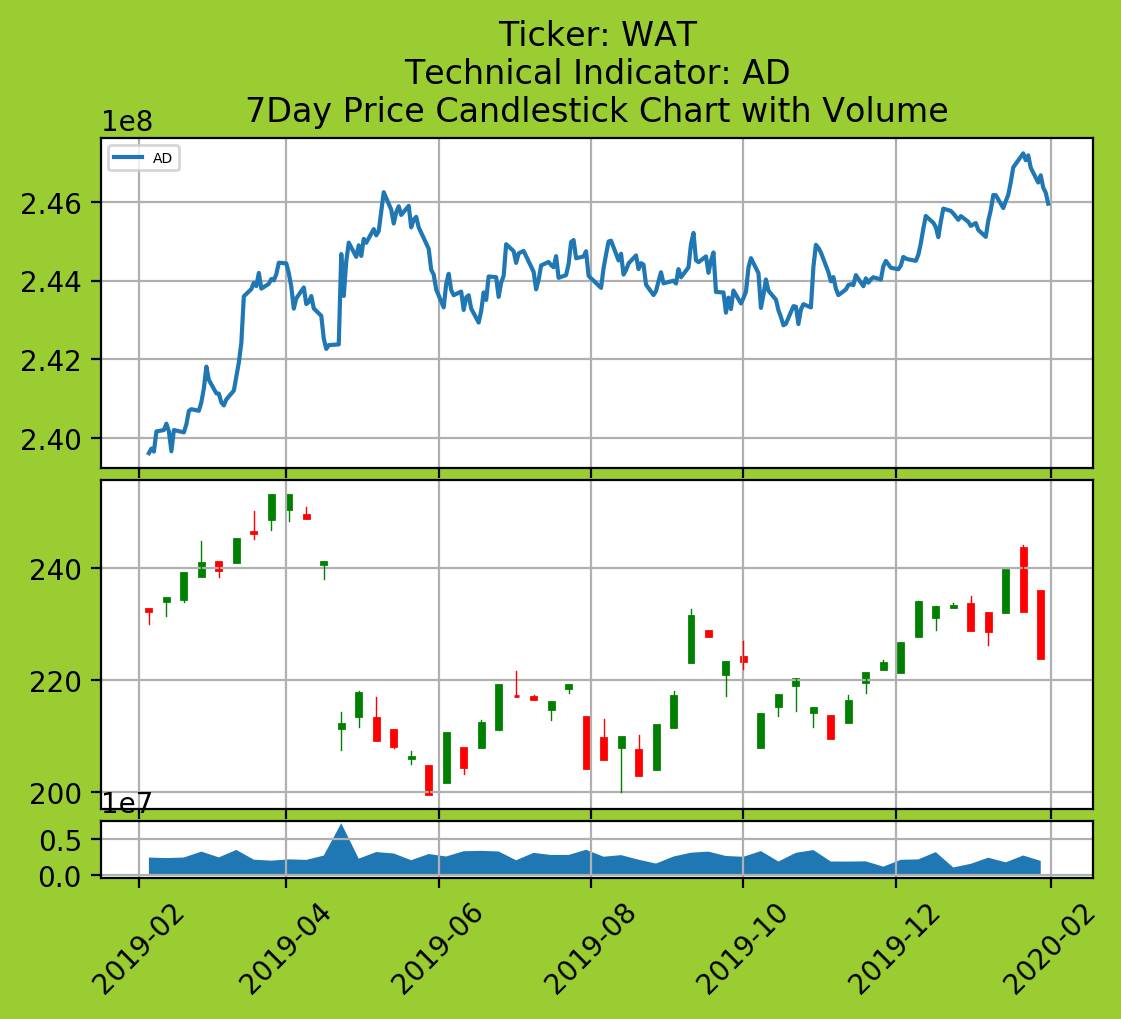 Ticker: WAT
Technical Indicator: AD
7Day Price Candlestick Chart with Volume
1e8
AD
2.46
2.44
2.42
2.40
240
220
200
1e7
0.5
0.0
2019-02
2019-04
2019-06
2019-08
2019-10
2019-12
2020-02